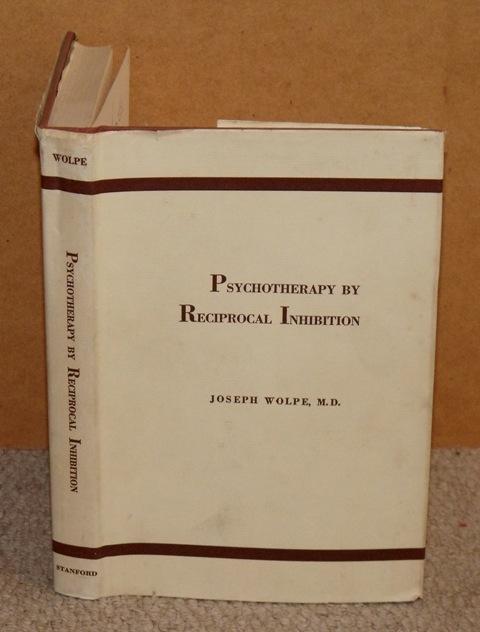 WOLPE
PSYCHOTHERAPY BY RECIPROCAL INHIBITION
STANFORD
PSYCHOTHERAPY BY
RECIPROCAL INHIBITION
JOSEPH WOLPE, M.D.